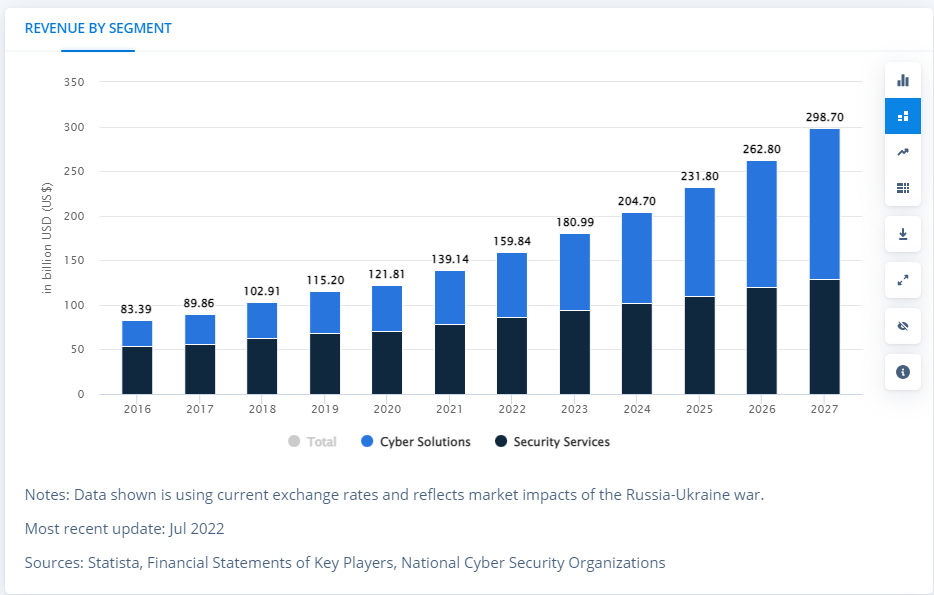 REVENUE BY SEGMENT
350
300
250
200
150
100
50
0
in billion USD (US$)
83.39
89.86
102.91
115.20
121.81
139.14
159.84
180.99
204.70
231.80
262.80
298.70
2016 2017 2018 2019 2020 2021 2022 2023 2024 2025 2026 2027
Total Cyber Solutions Security Services
Notes: Data shown is using current exchange rates and reflects market impacts of the Russia-Ukraine war.
Most recent update: Jul 2022
Sources: Statista, Financial Statements of Key Players, National Cyber Security Organizations